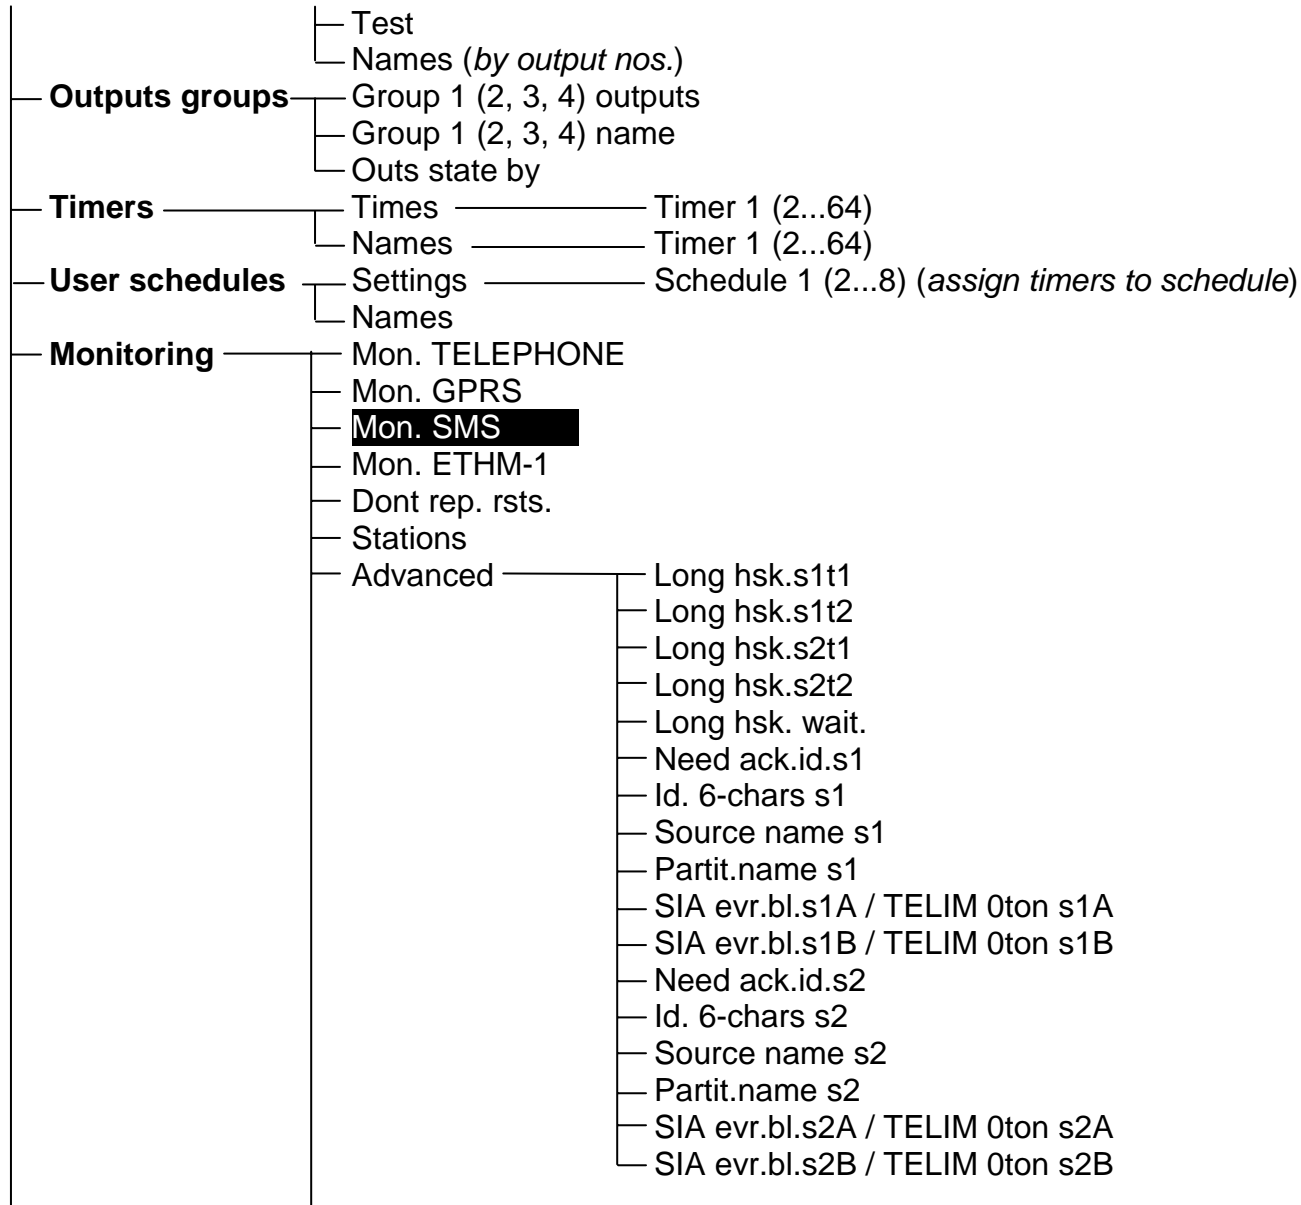 Test
Names (by output nos.)
Outputs groups Group 1 (2, 3, 4) outputs
Group 1 (2, 3, 4) name
Outs state by
Timers Times Timer 1 (2...64)
Names Timer 1 (2...64)
User schedules Settings Schedule 1 (2...8) (assign timers to schedule)
Names
Monitoring Mon. TELEPHONE
Mon. GPRS
Mon. SMS
Mon. ETHM-1
Dont rep. rsts.
Stations
Advanced Long hsk.s1t1
Long hsk.s1t2
Long hsk.s2t1
Long hsk.s2t2
Long hsk. wait.
Need ack.id.s1
Id. 6-chars s1
Source name s1
Partit.name s1
SIA evr.bl.s1A / TELIM 0ton s1A
SIA evr.bl.s1B / TELIM 0ton s1B
Need ack.id.s2
Id. 6-chars s2
Source name s2
Partit.name s2
SIA evr.bl.s2A / TELIM 0ton s2A
SIA evr.bl.s2B / TELIM 0ton s2B